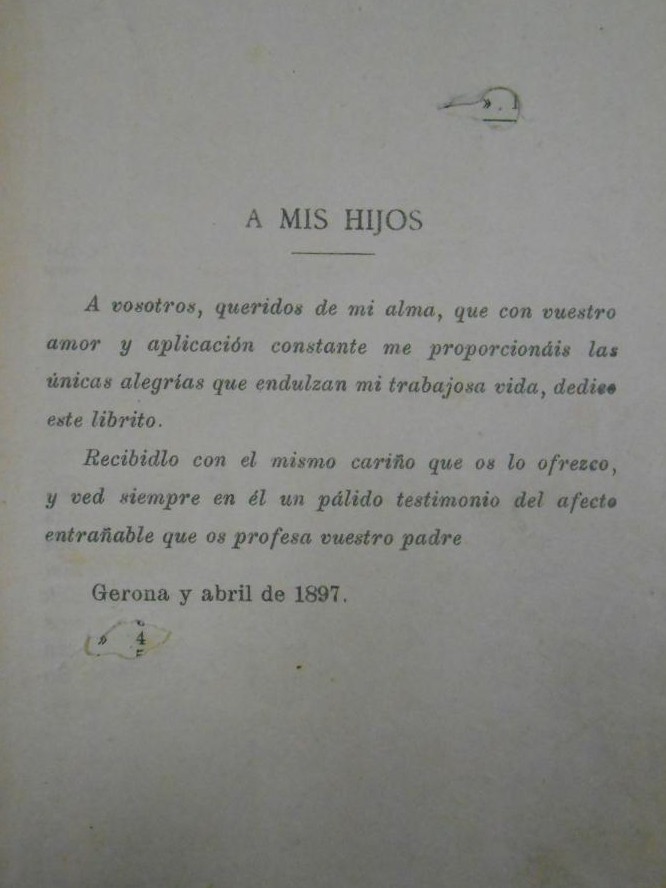 » . 1
A MIS HIJOS
A vosotros, queridos de mi alma, que con vuestro
amor y aplicación constante me proporcionáis las
únicas alegrías que endulzan mi trabajosa vida, dedico
este librito.
Recibidlo con el mismo cariño que os lo ofrezco,
y ved siempre en él un pálido testimonio del afecto
entrañable que os profesa vuestro padre
Gerona y abril de 1897.
» 4